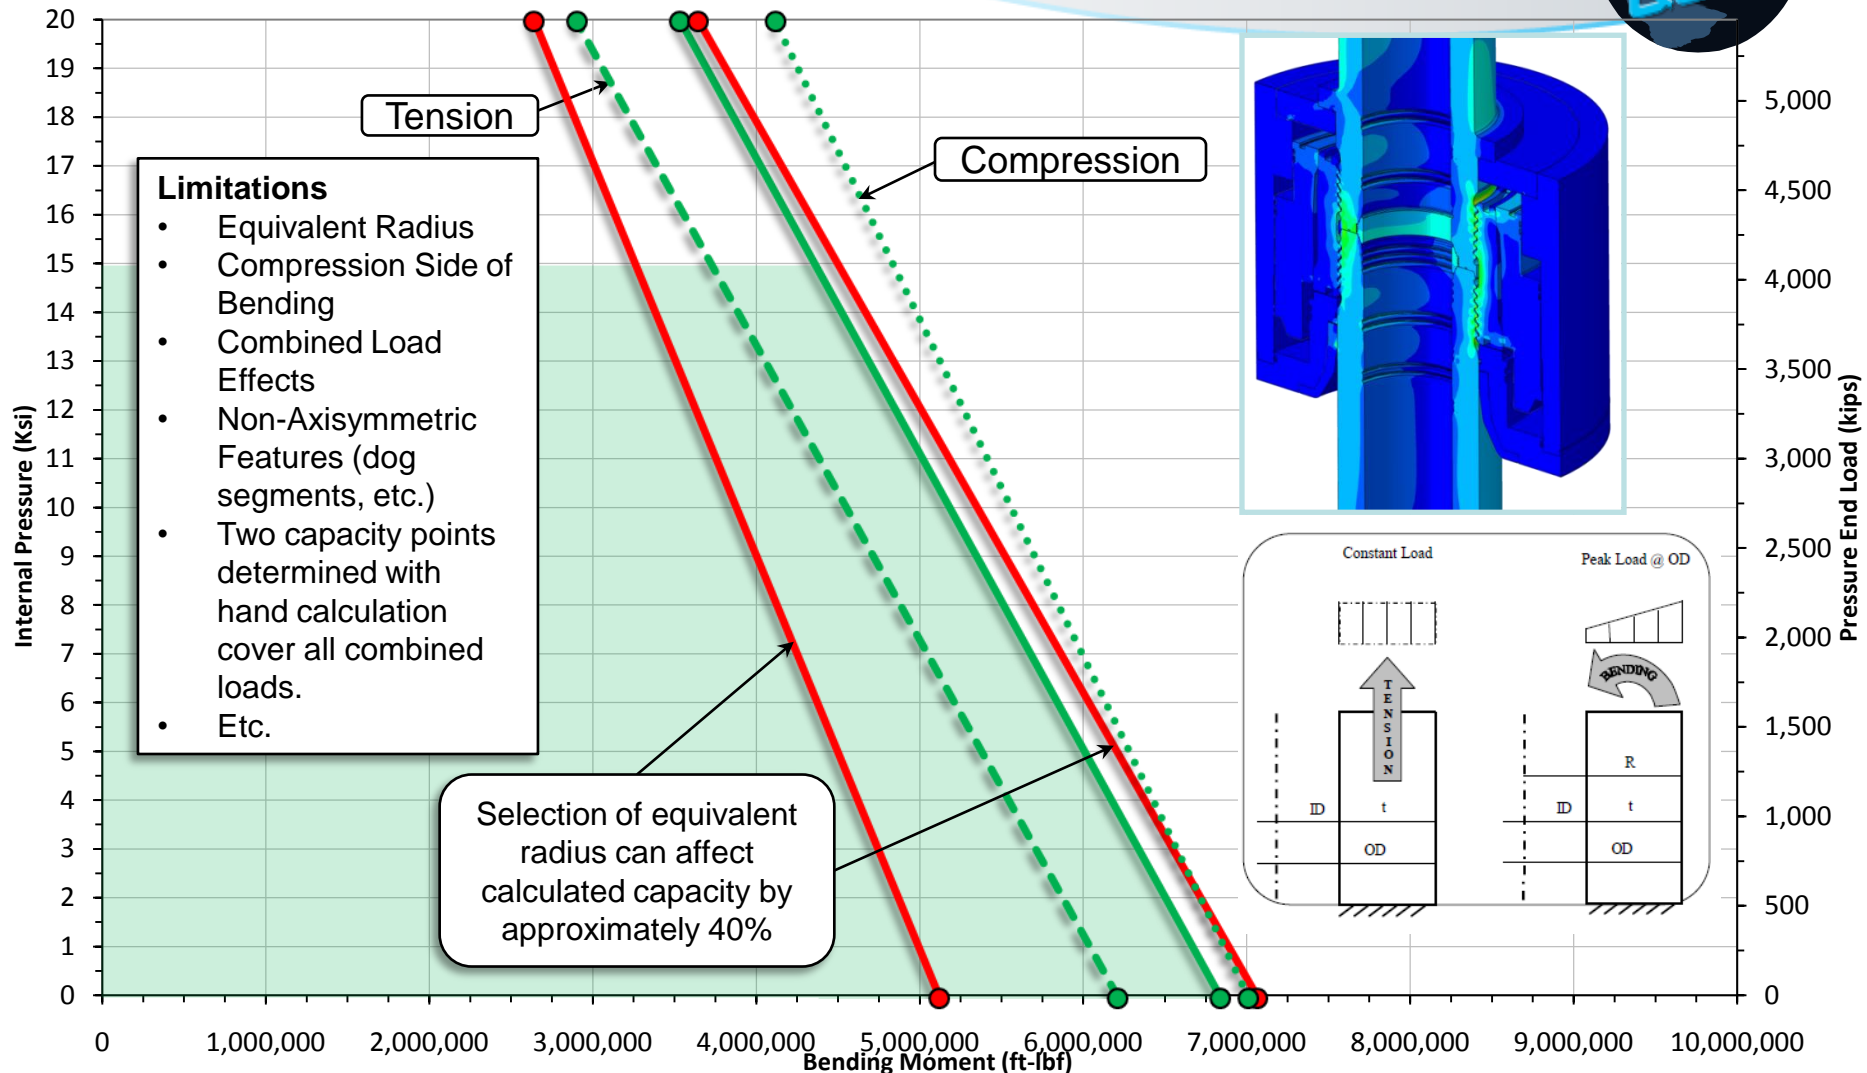 20
19
18
17
16
15
14
13
12
11
10
9
8
7
6
5
4
3
2
1
0
Internal Pressure (Ksi)
Tension
Compression
Limitations
• Equivalent Radius
• Compression Side of
Bending
• Combined Load
Effects
• Non-Axisymmetric
Features (dog
segments, etc.)
• Two capacity points
determined with
hand calculation
cover all combined
loads.
• Etc.
Selection of equivalent
radius can affect
calculated capacity by
approximately 40%
Constant Load
Peak Load @ OD
TENSION
BENDING
ID
t
OD
R
ID
t
OD
5,000
4,500
4,000
3,500
3,000
2,500
2,000
1,500
1,000
500
0
Pressure End Load (kips)
0 1,000,000 2,000,000 3,000,000 4,000,000 5,000,000 6,000,000 7,000,000 8,000,000 9,000,000 10,000,000
Bending Moment (ft-lbf)